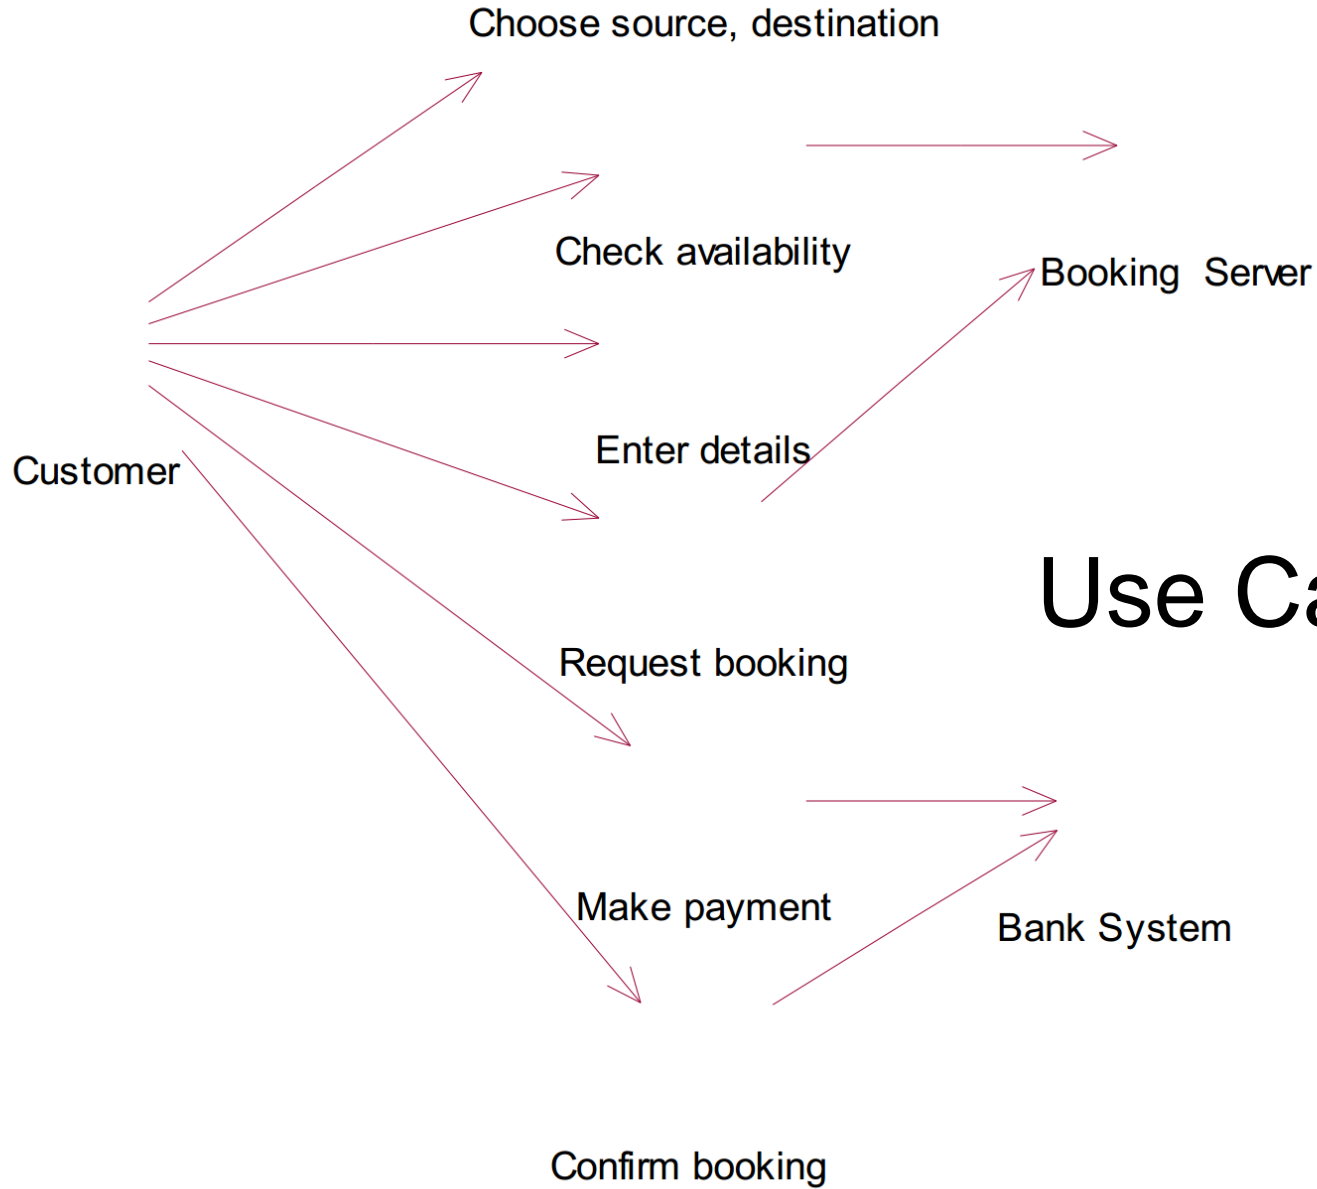 Choose source, destination
Check availability
Booking  Server
Enter details
Customer
Use Ca
Request booking
Make payment
Bank System
Confirm booking